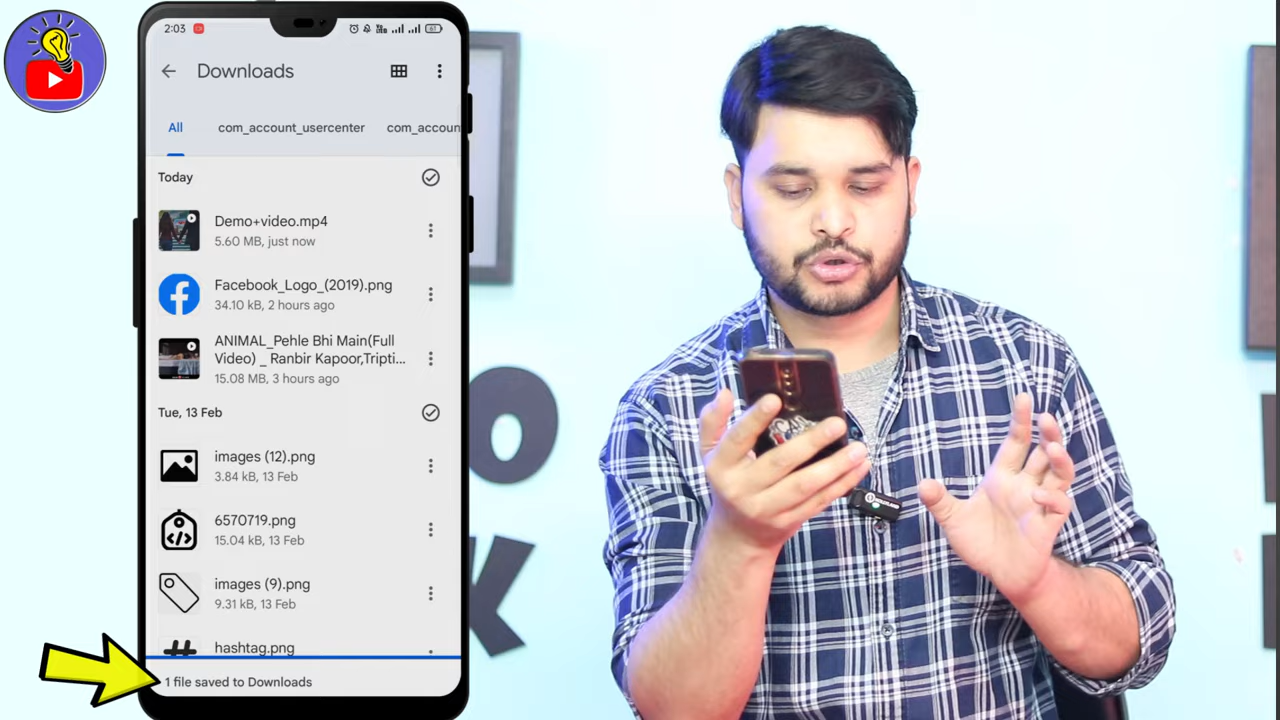 2:03
Downloads
All
com_account_usercenter
com_accoun
Today
Demo+video.mp4
5.60 MB, just now
Facebook_Logo_(2019).png
34.10 kB, 2 hours ago
ANIMAL_Pehle Bhi Main(Full
Video) _ Ranbir Kapoor,Tripti...
15.08 MB, 3 hours ago
Tue, 13 Feb
images (12).png
3.84 kB, 13 Feb
6570719.png
15.04 kB, 13 Feb
images (9).png
9.31 kB, 13 Feb
hashtag.png
1 file saved to Downloads
O
K